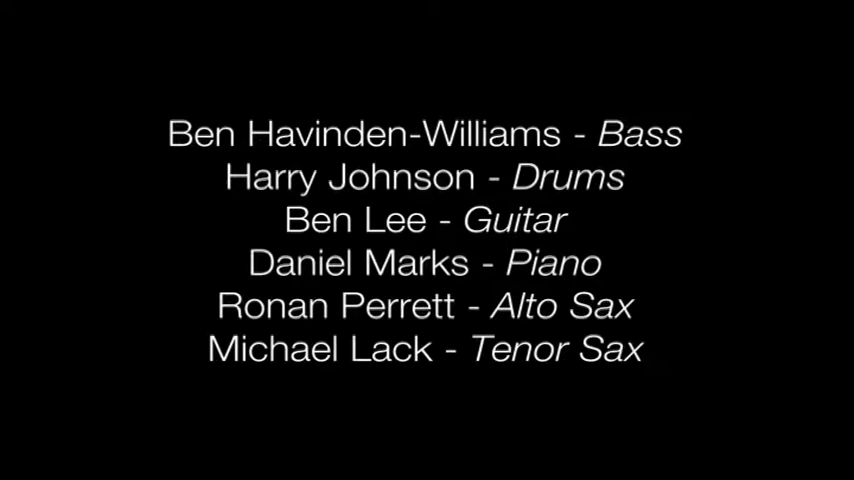 Ben Havinden-Williams - Bass
Harry Johnson - Drums
Ben Lee - Guitar
Daniel Marks - Piano
Ronan Perrett - Alto Sax
Michael Lack - Tenor Sax